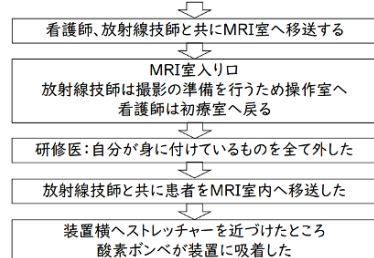 看護師、放射線技師と共にMRI室へ移送する
MRI室入り口
放射線技師は撮影の準備を行うため操作室へ
看護師は初療室へ戻る
研修医：自分が身に付けているものを全て外した
放射線技師と共に患者をMRI室内へ移送した
装置横へストレッチャーを近づけたところ
酸素ボンベが装置に吸着した